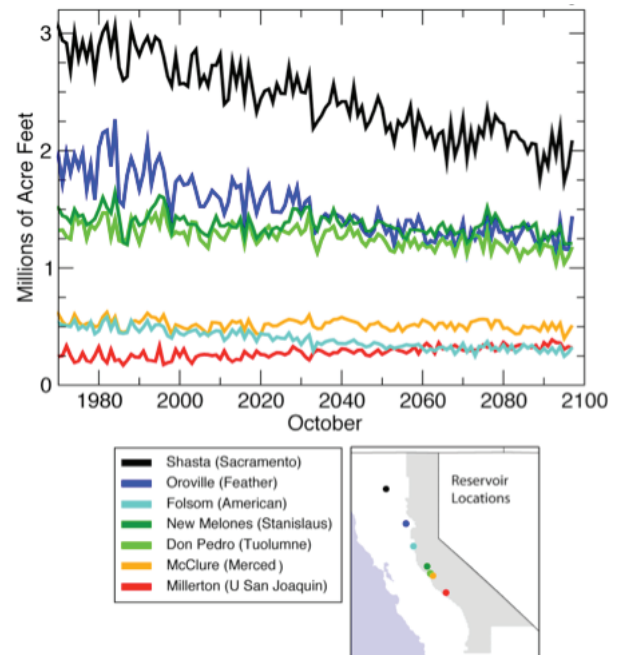 3
2
1
0
Millions of Acre Feet
1980 2000 2020 2040 2060 2080 2100
October
Shasta (Sacramento)
Oroville (Feather)
Folsom (American)
New Melones (Stanislaus)
Don Pedro (Tuolumne)
McClure (Merced )
Millerton (U San Joaquin)
Reservoir
Locations